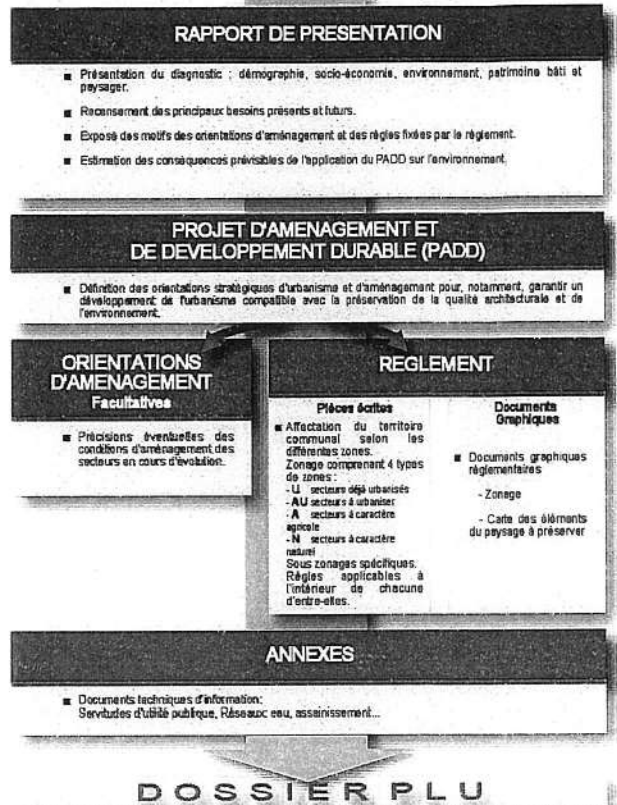 RAPPORT DE PRESENTATION
■ Présentation du diagnostic : démographie, socio-économie, environnement, patrimoine bâti et
paysager.
■ Recensement des principaux besoins présents et futurs.
■ Exposé des motifs des orientations d'aménagement et des règles fixées par le règlement.
■ Estimation des conséquences prévisibles de l'application du PADD sur l'environnement.
PROJET D'AMENAGEMENT ET
DE DEVELOPPEMENT DURABLE (PADD)
■ Définition des orientations stratégiques d'urbanisme et d'aménagement pour, notamment, garantir un
développement de l'urbanisme compatible avec la préservation de la qualité architecturale et de
l'environnement.
ORIENTATIONS
D'AMENAGEMENT
Facultatives
■ Précisions éventuelles des
conditions d'aménagement des
secteurs en cours d'évolution.
REGLEMENT
Pièces écrites
■ Affectation du territoire
communal selon les
différentes zones.
Zonage comprenant 4 types
de zones :
- U secteurs déjà urbanisés
- AU secteurs à urbaniser
- A secteurs à caractère
agricole
- N secteurs à caractère
naturel
Sous zonages spécifiques.
Règles applicables à
l'intérieur de chacune
d'entre-elles.
Documents
Graphiques
■ Documents graphiques
règlementaires
- Zonage
- Carte des éléments
du paysage à préserver
ANNEXES
■ Documents techniques d'information:
Servitudes d'utilité publique, Réseaux: eau, assainissement...
DOSSIER PLU